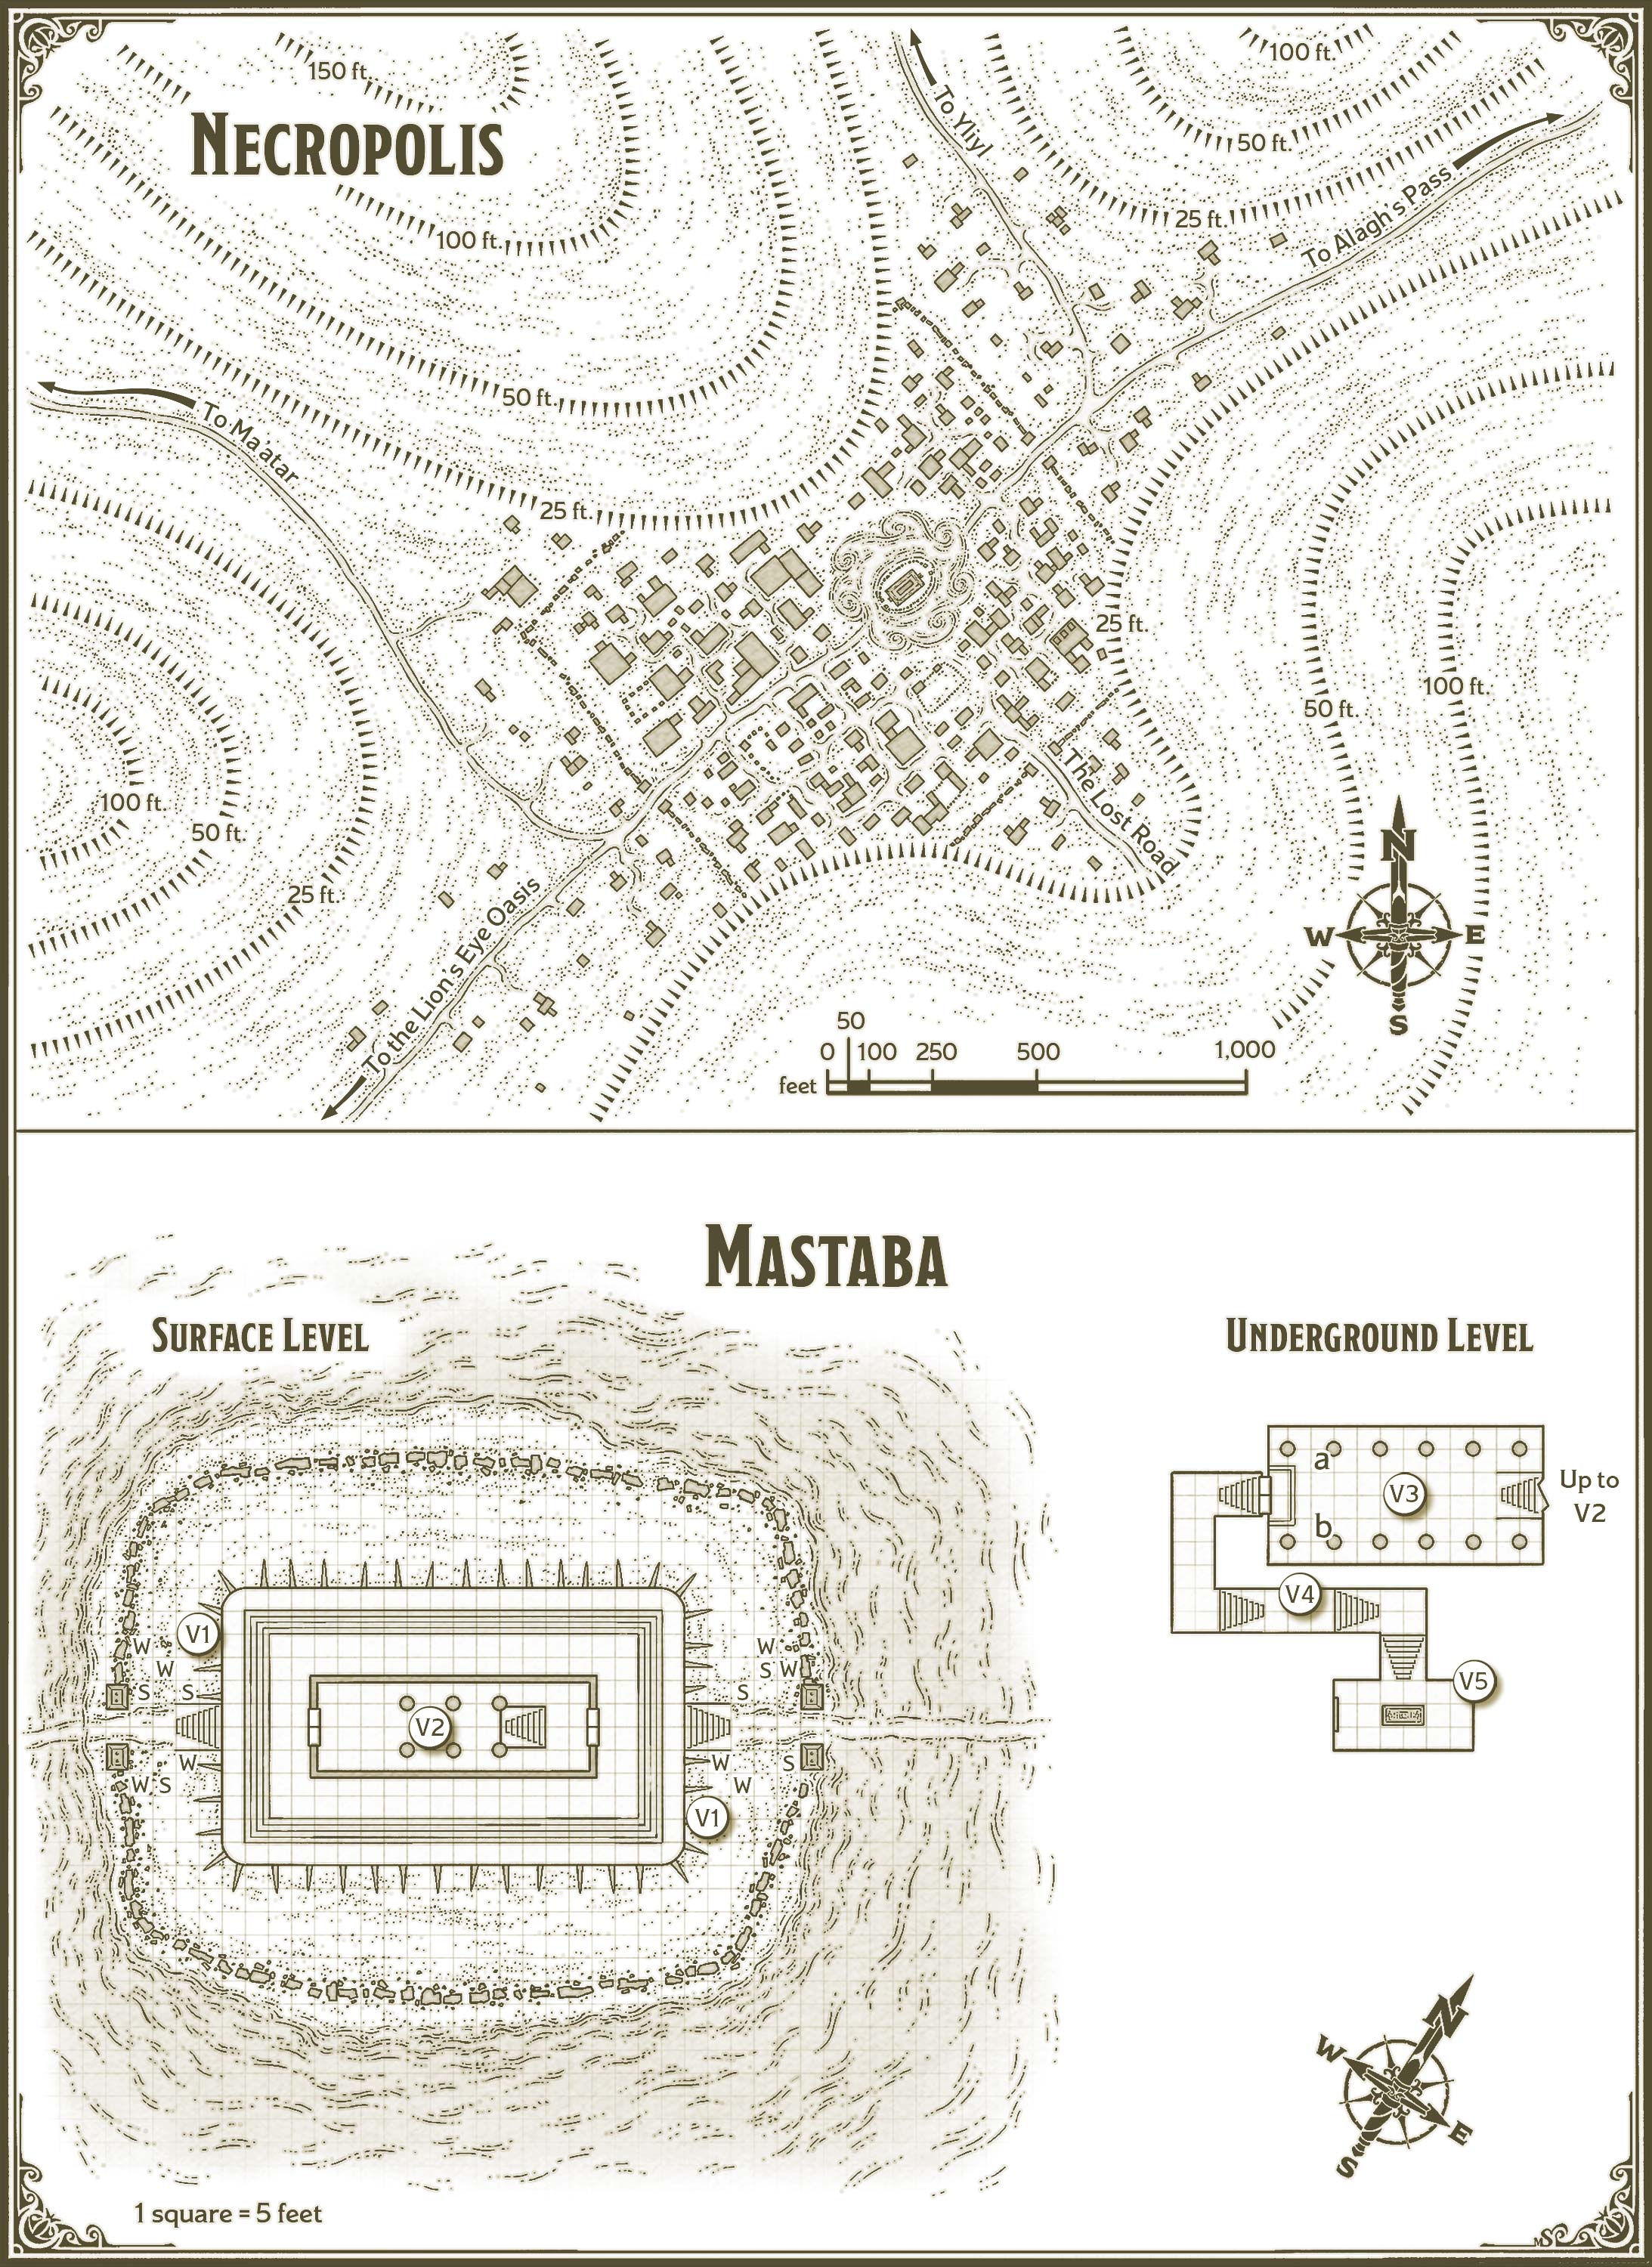 150 ft.
100 ft.
NECROPOLIS
To Yliyl
50 ft.
25 ft.
To Alagh's Pass
100 ft.
50 ft.
To Ma'atar
25 ft.
25 ft.
100 ft.
50 ft.
The Lost Road
100 ft.
50 ft.
25 ft.
To the Lion's Eye Oasis
N
W E
S
50
0 100 250 500 1,000
feet
MASTABA
SURFACE LEVEL
UNDERGROUND LEVEL
a
V3
Up to
V2
b
V4
V5
V1
W
W
S S
W
W S
V2
W
S W
S
W S
W
V1
N
W
E
S
1 square = 5 feet
MS